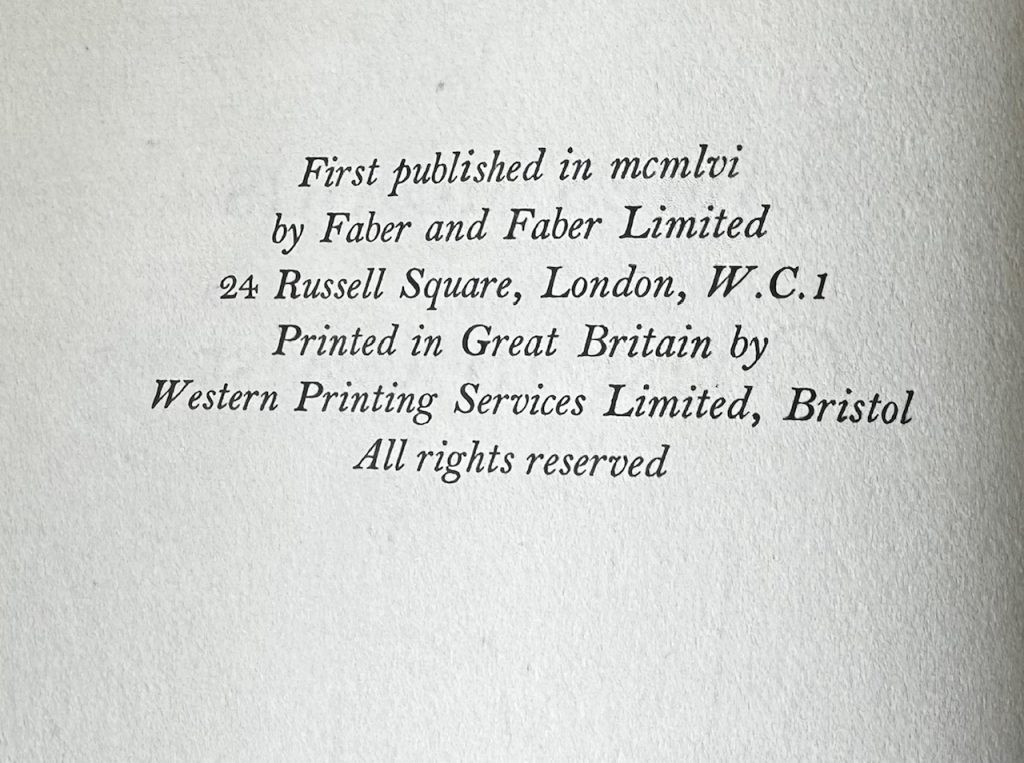 First published in mcmlvi
by Faber and Faber Limited
24 Russell Square, London, W.C.1
Printed in Great Britain by
Western Printing Services Limited, Bristol
All rights reserved